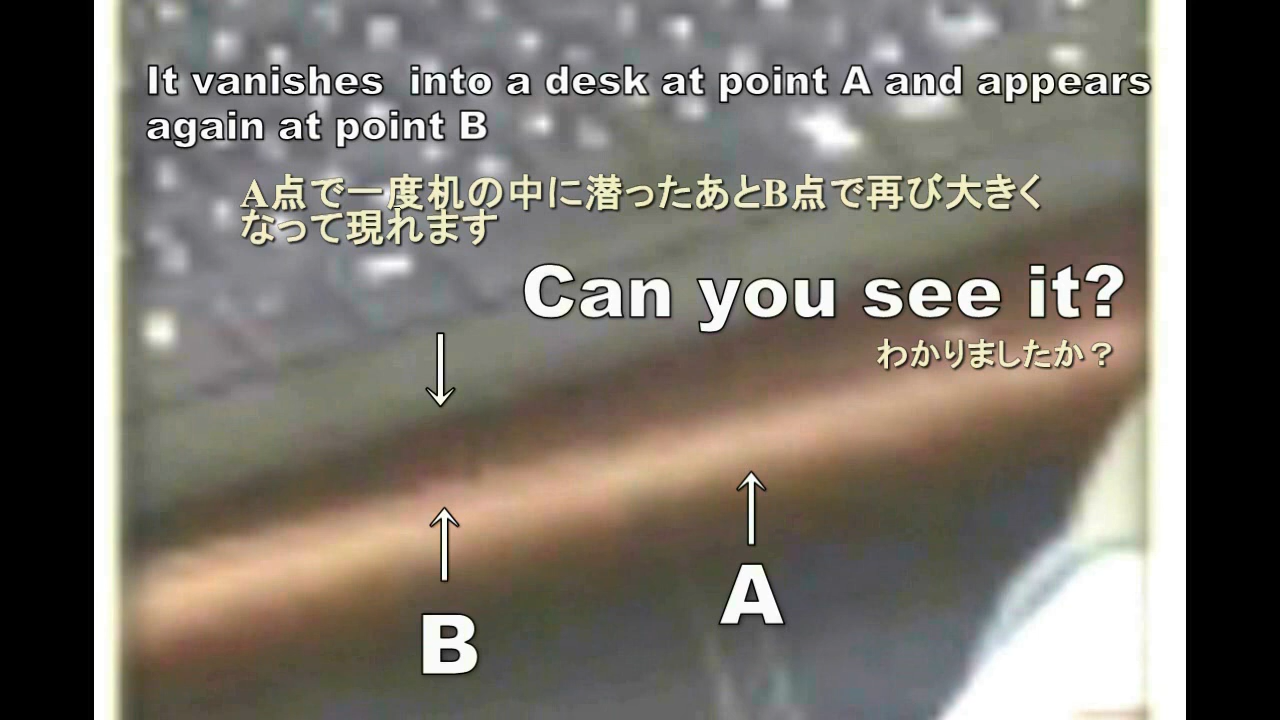 It vanishes into a desk at point A and appears
again at point B
A点で一度机の中に潜ったあとB点で再び大きく
なって現れます
Can you see it?
わかりましたか？
↓
↑
↑
A
B